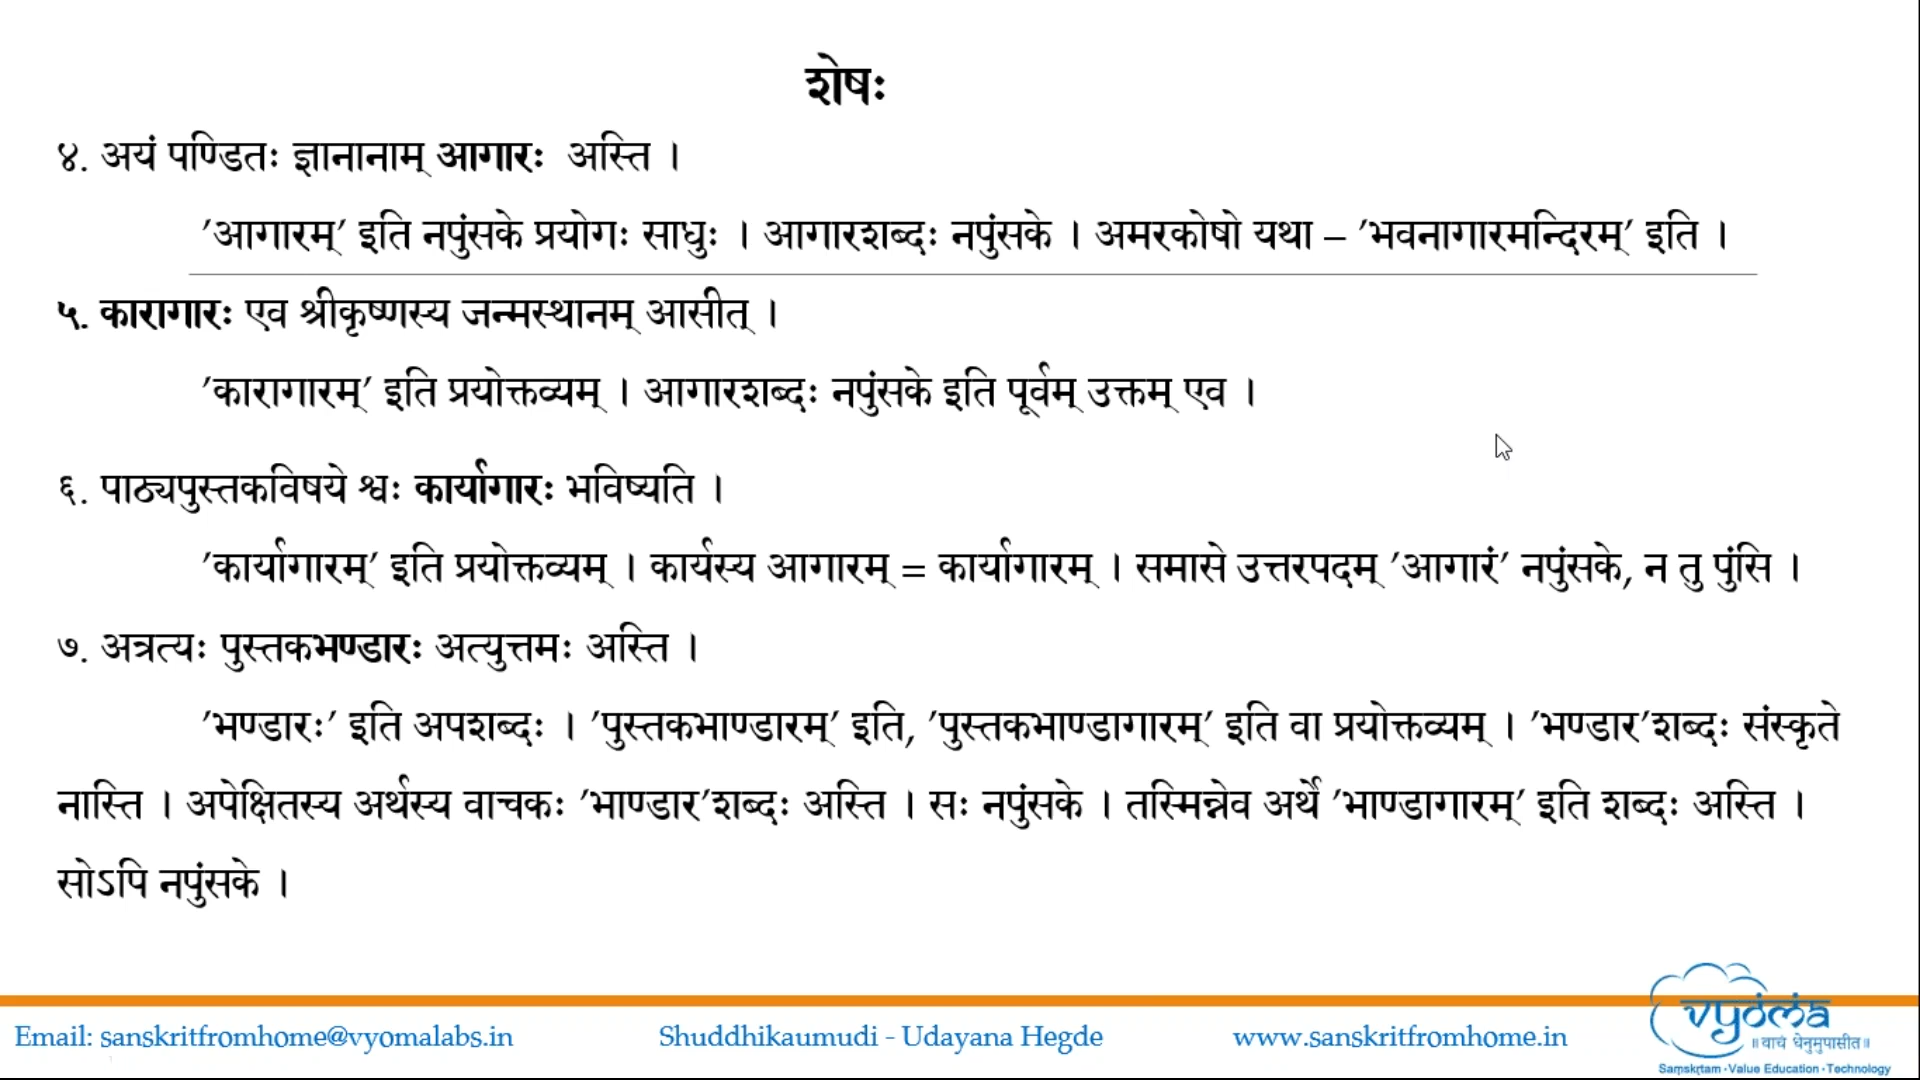 शेषः
४. अयं पण्डितः ज्ञानानाम् आगारः अस्ति ।
’आगारम्’ इति नपुंसके प्रयोगः साधुः । आगारशब्दः नपुंसके । अमरकोषो यथा – ’भवनागारमन्दिरम्’ इति ।
५. कारागारः एव श्रीकृष्णस्य जन्मस्थानम् आसीत् ।
’कारागारम्’ इति प्रयोक्तव्यम् । आगारशब्दः नपुंसके इति पूर्वम् उक्तम् एव ।
६. पाठ्यपुस्तकविषये श्वः कार्यागारः भविष्यति ।
’कार्यागारम्’ इति प्रयोक्तव्यम् । कार्यस्य आगारम् = कार्यागारम् । समासे उत्तरपदम् ’आगारं’ नपुंसके, न तु पुंसि ।
७. अत्रत्यः पुस्तकभण्डारः अत्युत्तमः अस्ति ।
’भण्डारः’ इति अपशब्दः । ’पुस्तकभाण्डारम्’ इति, ’पुस्तकभाण्डागारम्’ इति वा प्रयोक्तव्यम् । ’भण्डार’शब्दः संस्कृते
नास्ति । अपेक्षितस्य अर्थस्य वाचकः ’भाण्डार’शब्दः अस्ति । सः नपुंसके । तस्मिन्नेव अर्थे ’भाण्डागारम्’ इति शब्दः अस्ति ।
सोऽपि नपुंसके ।
Email: sanskritfromhome@vyomalabs.in Shuddhikaumudi - Udayana Hegde www.sanskritfromhome.in
vyoma
॥वाचं धेनुमुपासीत॥
Samskṛtam · Value Education · Technology